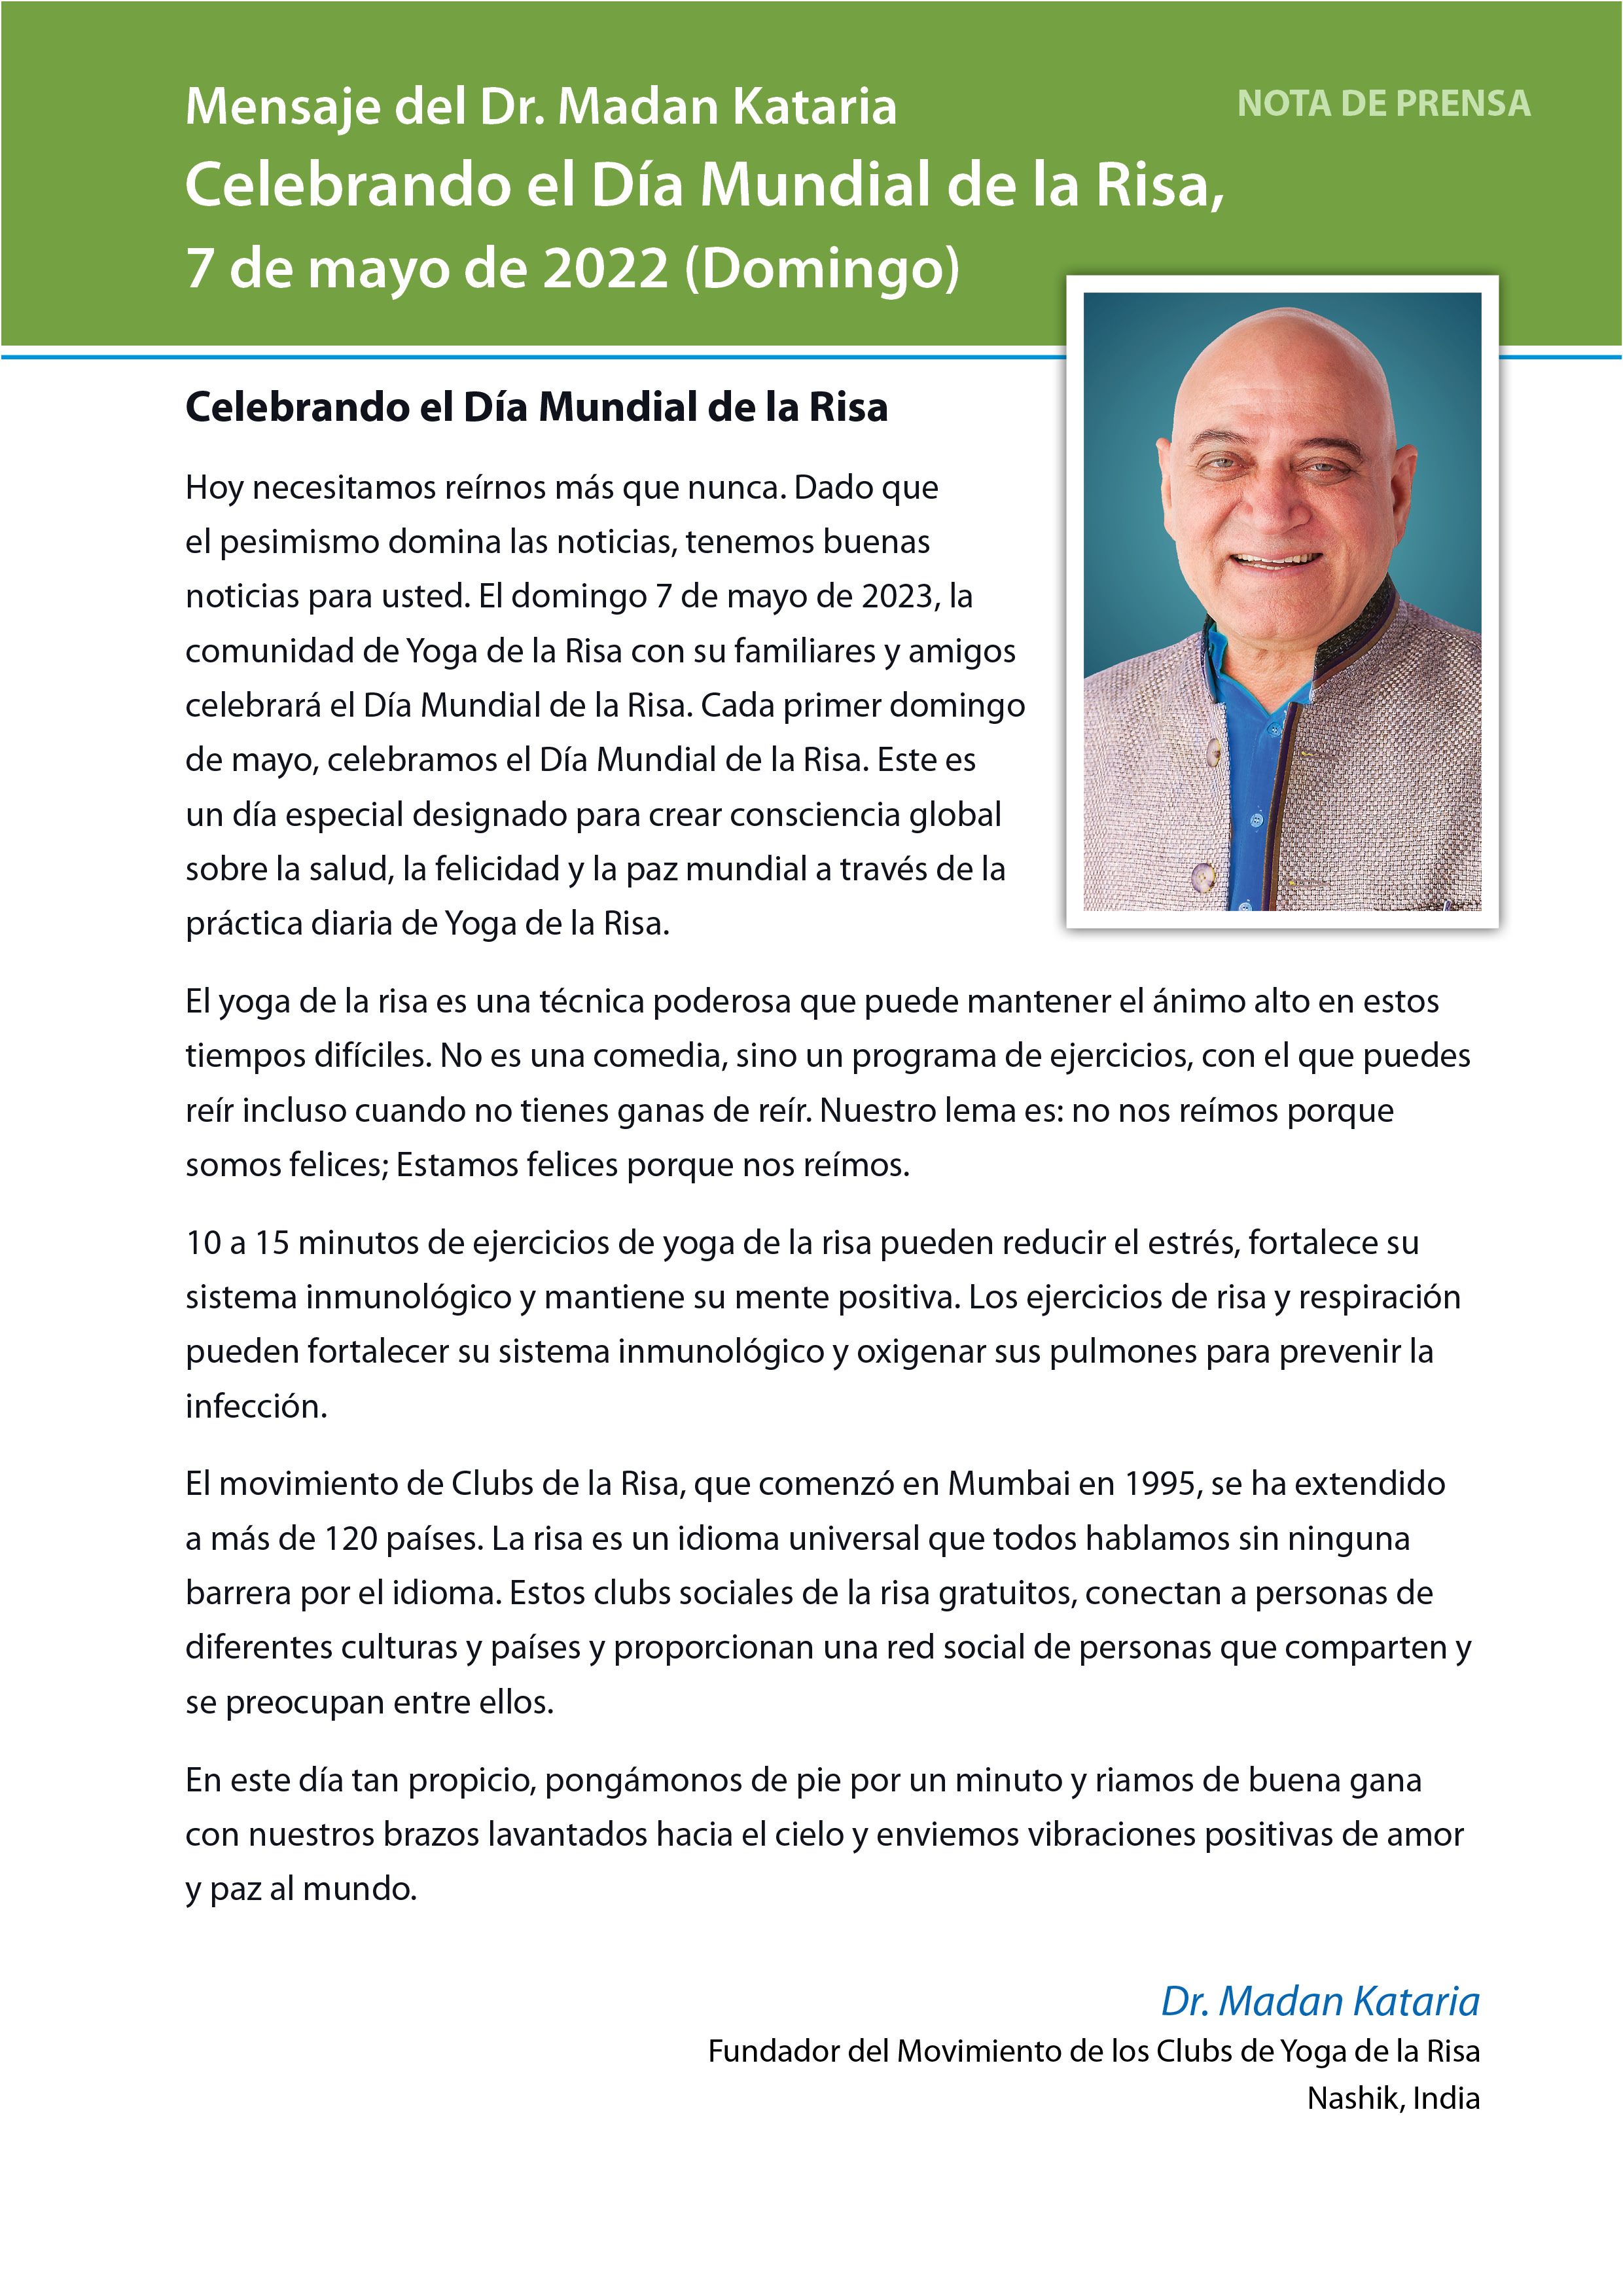 Mensaje del Dr. Madan Kataria
NOTA DE PRENSA
Celebrando el Día Mundial de la Risa,
7 de mayo de 2022 (Domingo)
Celebrando el Día Mundial de la Risa
Hoy necesitamos reírnos más que nunca. Dado que
el pesimismo domina las noticias, tenemos buenas
noticias para usted. El domingo 7 de mayo de 2023, la
comunidad de Yoga de la Risa con su familiares y amigos
celebrará el Día Mundial de la Risa. Cada primer domingo
de mayo, celebramos el Día Mundial de la Risa. Este es
un día especial designado para crear consciencia global
sobre la salud, la felicidad y la paz mundial a través de la
práctica diaria de Yoga de la Risa.
El yoga de la risa es una técnica poderosa que puede mantener el ánimo alto en estos
tiempos difíciles. No es una comedia, sino un programa de ejercicios, con el que puedes
reír incluso cuando no tienes ganas de reír. Nuestro lema es: no nos reímos porque
somos felices; Estamos felices porque nos reímos.
10 a 15 minutos de ejercicios de yoga de la risa pueden reducir el estrés, fortalece su
sistema inmunológico y mantiene su mente positiva. Los ejercicios de risa y respiración
pueden fortalecer su sistema inmunológico y oxigenar sus pulmones para prevenir la
infección.
El movimiento de Clubs de la Risa, que comenzó en Mumbai en 1995, se ha extendido
a más de 120 países. La risa es un idioma universal que todos hablamos sin ninguna
barrera por el idioma. Estos clubs sociales de la risa gratuitos, conectan a personas de
diferentes culturas y países y proporcionan una red social de personas que comparten y
se preocupan entre ellos.
En este día tan propicio, pongámonos de pie por un minuto y riamos de buena gana
con nuestros brazos lavantados hacia el cielo y enviemos vibraciones positivas de amor
y paz al mundo.
Dr. Madan Kataria
Fundador del Movimiento de los Clubs de Yoga de la Risa
Nashik, India